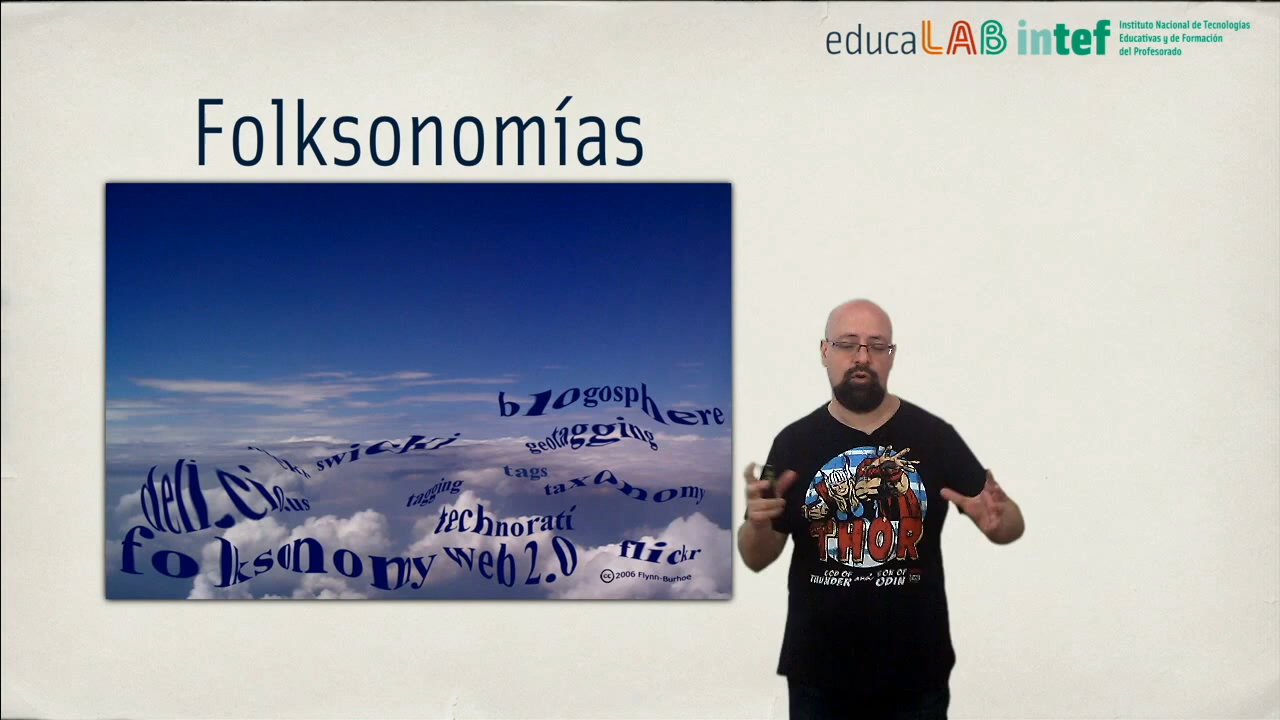 educaLAB intef Instituto Nacional de Tecnologías
Educativas y de Formación
del Profesorado
Folksonomías
blogosphere
geotagging
swicki
tags
taxonomy
del.icio.us
tagging
technorati
folksonomy web 2.0
flickr
cc 2006 Flynn-Burhoe
THOR
GOD OF
THUNDER AND SON OF
ODIN